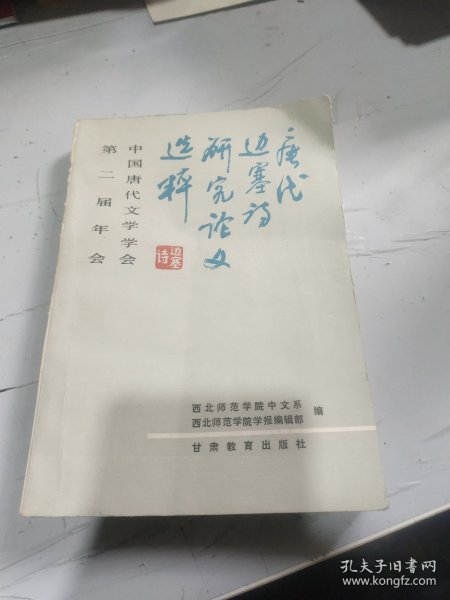 唐代
边塞诗
研究论文
选粹
边塞
诗
中国唐代文学学会
第二届年会
西北师范学院中文系
西北师范学院学报编辑部
编
甘肃教育出版社
孔夫子旧书网
www.kongfz.com